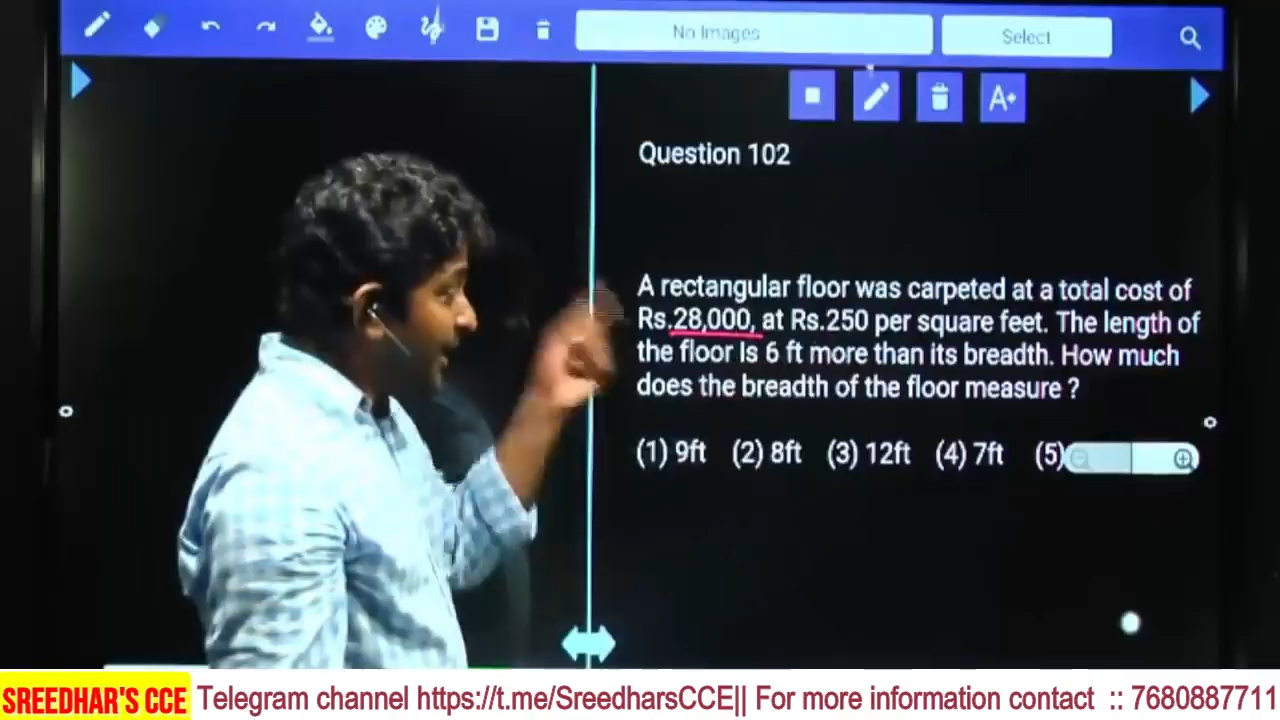 No Images
Select
A+
Question 102
A rectangular floor was carpeted at a total cost of
Rs.28,000, at Rs.250 per square feet. The length of
the floor Is 6 ft more than its breadth. How much
does the breadth of the floor measure ?
(1) 9ft (2) 8ft (3) 12ft (4) 7ft (5)
SREEDHAR'S CCE Telegram channel https://t.me/SreedharsCCE|| For more information contact :: 7680887711